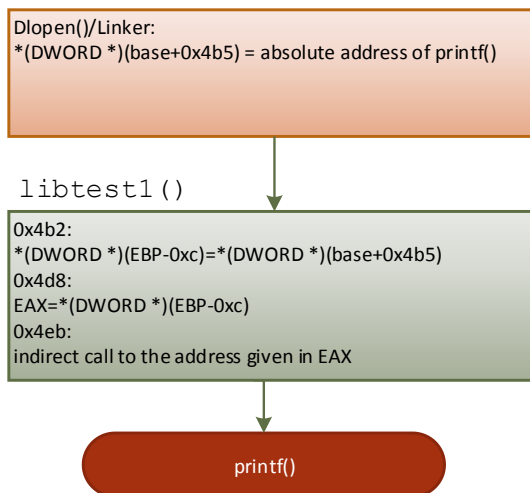 Dlopen()/Linker:
*(DWORD *)(base+0x4b5) = absolute address of printf()
libtest1()
0x4b2:
*(DWORD *)(EBP-0xc)=*(DWORD *)(base+0x4b5)
0x4d8:
EAX=*(DWORD *)(EBP-0xc)
0x4eb:
indirect call to the address given in EAX
printf()